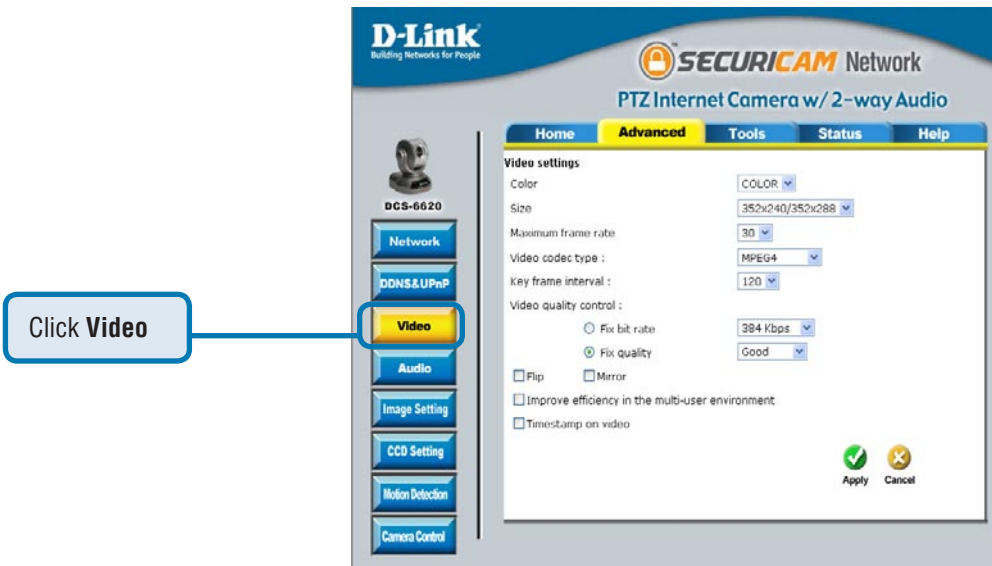 D-Link
Building Networks for People
SECURICAM Network
PTZ Internet Camera w/ 2-way Audio
Home Advanced Tools Status Help
DCS-6620
Network
DDNS&UPnP
Video
Audio
Image Setting
CCD Setting
Motion Detection
Camera Control
Click Video
Video settings
Color COLOR
Size 352x240/352x288
Maximum frame rate 30
Video codec type : MPEG4
Key frame interval : 120
Video quality control :
Fix bit rate 384 Kbps
Fix quality Good
Flip Mirror
Improve efficiency in the multi-user environment
Timestamp on video
Apply Cancel